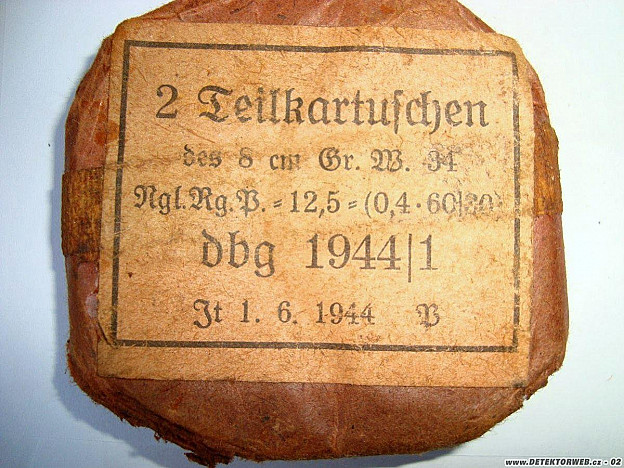 2 Teilkartuſchen
des 8 cm Gr. W. 34
Ngl. Rg. P. = 12,5 = (0,4 · 60/20)
dbg 1944/1
Jt 1. 6. 1944 P
www.DETEKTORWEB.cz - 02